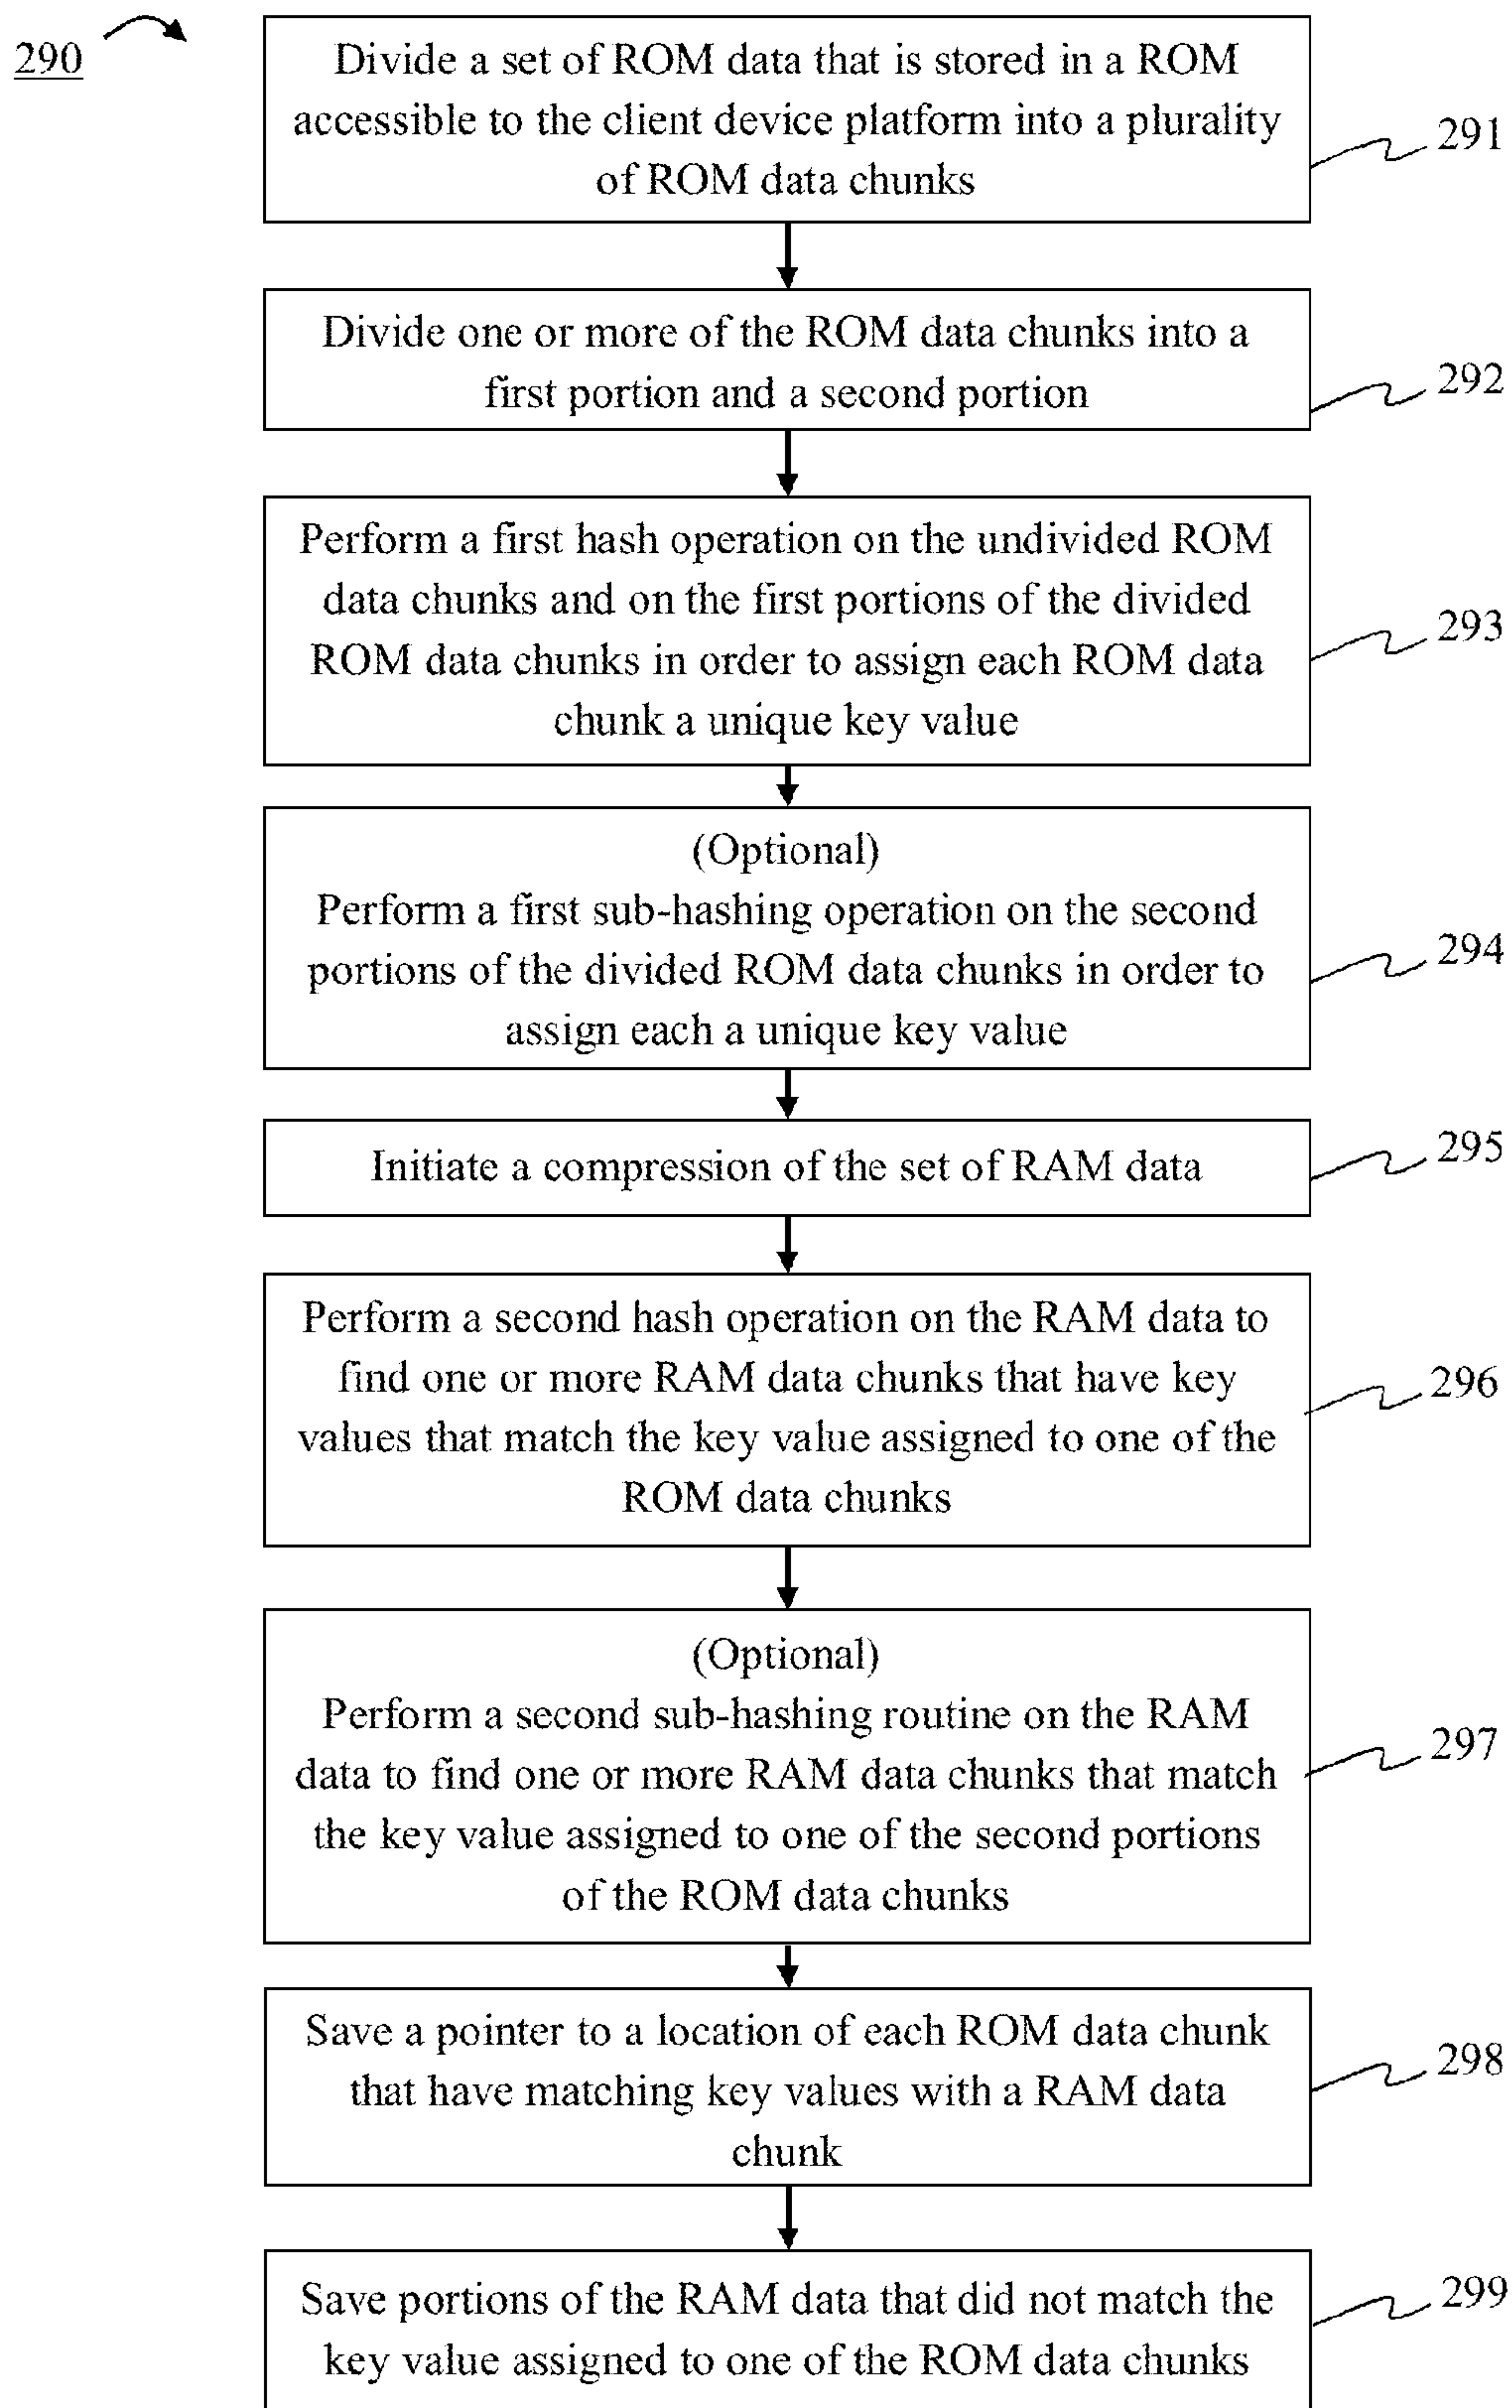 290
Divide a set of ROM data that is stored in a ROM
accessible to the client device platform into a plurality
of ROM data chunks
291
Divide one or more of the ROM data chunks into a
first portion and a second portion
292
Perform a first hash operation on the undivided ROM
data chunks and on the first portions of the divided
ROM data chunks in order to assign each ROM data
chunk a unique key value
293
(Optional)
Perform a first sub-hashing operation on the second
portions of the divided ROM data chunks in order to
assign each a unique key value
294
Initiate a compression of the set of RAM data
295
Perform a second hash operation on the RAM data to
find one or more RAM data chunks that have key
values that match the key value assigned to one of the
ROM data chunks
296
(Optional)
Perform a second sub-hashing routine on the RAM
data to find one or more RAM data chunks that match
the key value assigned to one of the second portions
of the ROM data chunks
297
Save a pointer to a location of each ROM data chunk
that have matching key values with a RAM data
chunk
298
Save portions of the RAM data that did not match the
key value assigned to one of the ROM data chunks
299